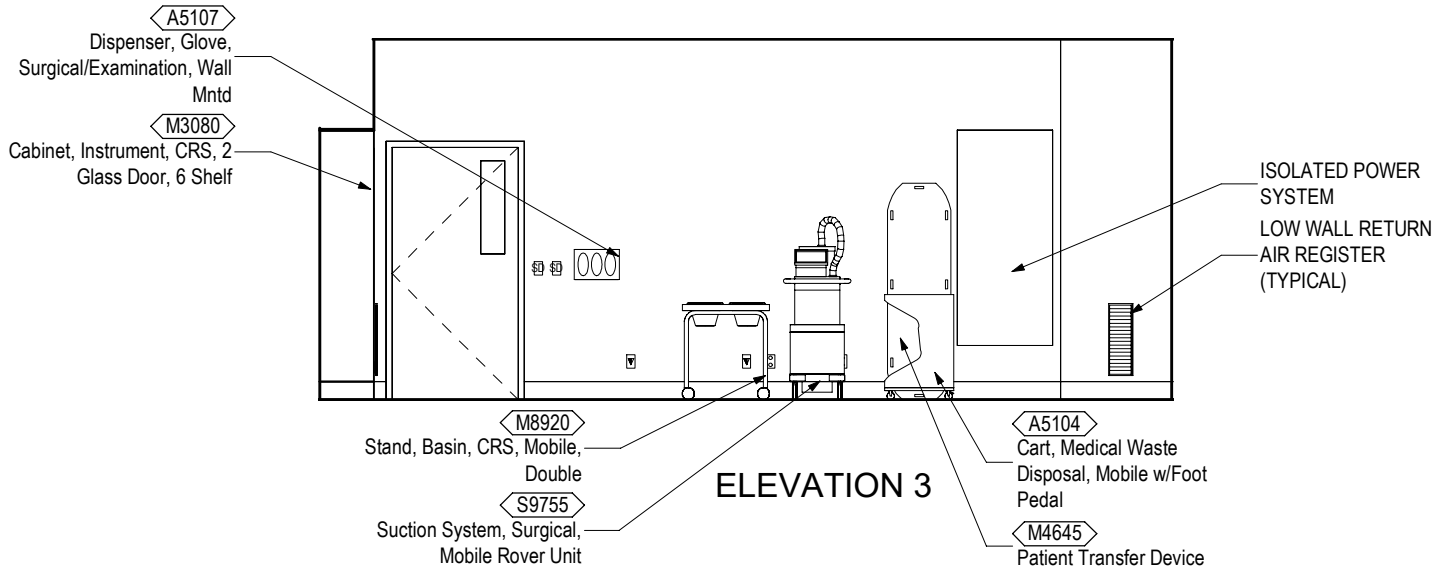 A5107
Dispenser, Glove,
Surgical/Examination, Wall
Mntd
M3080
Cabinet, Instrument, CRS, 2
Glass Door, 6 Shelf
SD SD
ISOLATED POWER
SYSTEM
LOW WALL RETURN
AIR REGISTER
(TYPICAL)
M8920
Stand, Basin, CRS, Mobile,
Double
S9755
Suction System, Surgical,
Mobile Rover Unit
ELEVATION 3
A5104
Cart, Medical Waste
Disposal, Mobile w/Foot
Pedal
M4645
Patient Transfer Device